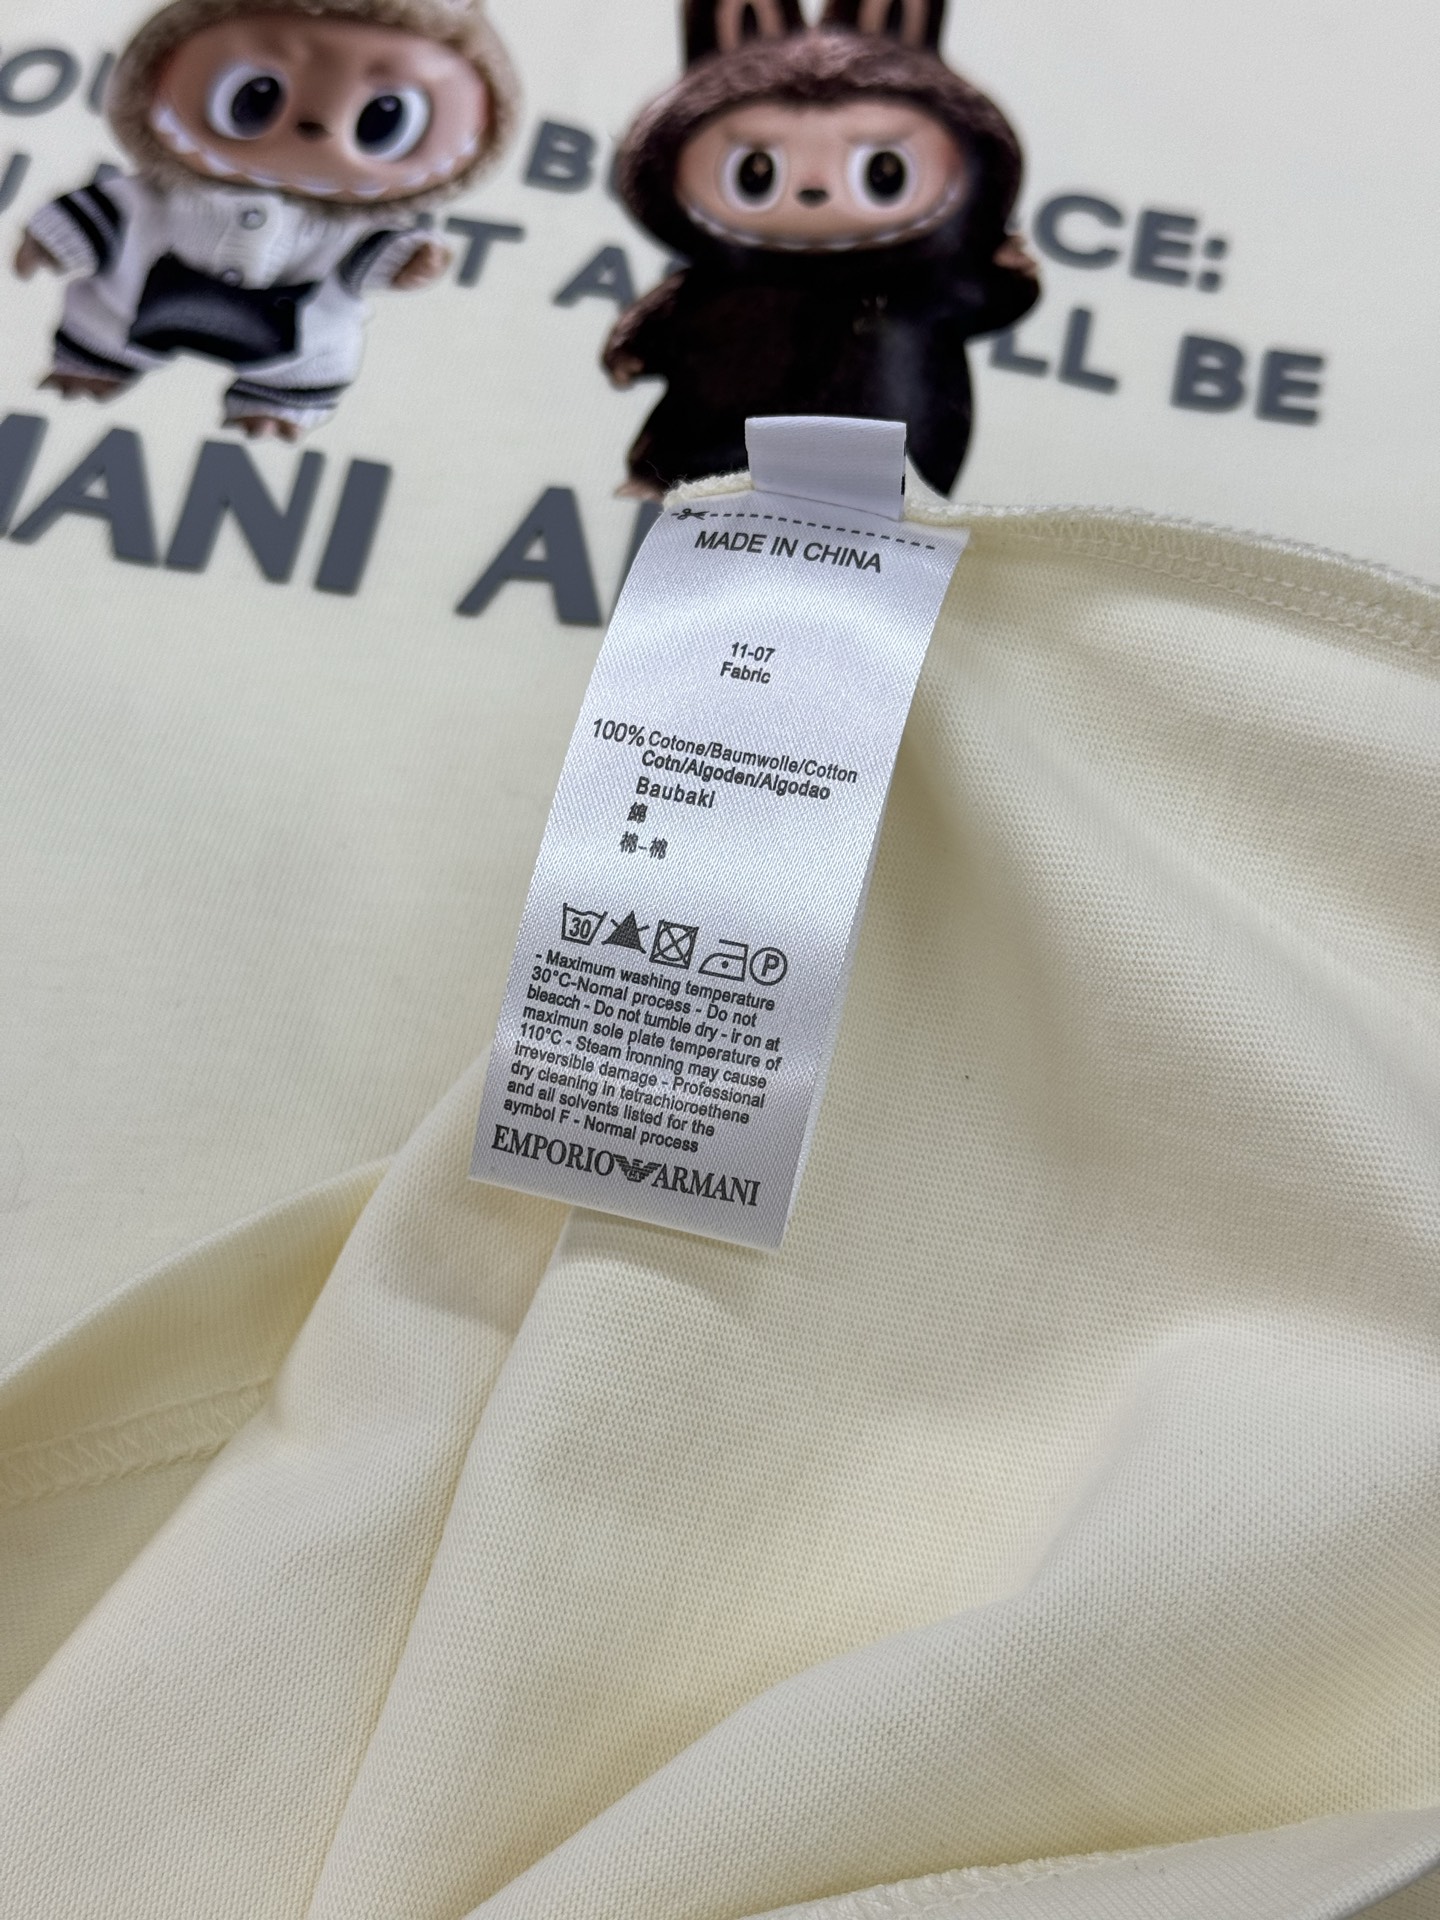 BE
CE:
T A
LL BE
MANI A
MADE IN CHINA
11-07
Fabric
100% Cotone/Baumwolle/Cotton
Cotn/Algoden/Algodao
Baubaki
綿
棉-棉
30 P
- Maximum washing temperature
30°C-Nomal process - Do not
bleacch - Do not tumble dry - ir on at
maximun sole plate temperature of
110°C - Steam ironning may cause
irreversible damage - Professional
dry cleaning in tetrachloroethene
and all solvents listed for the
aymbol F - Normal process
EMPORIO ARMANI